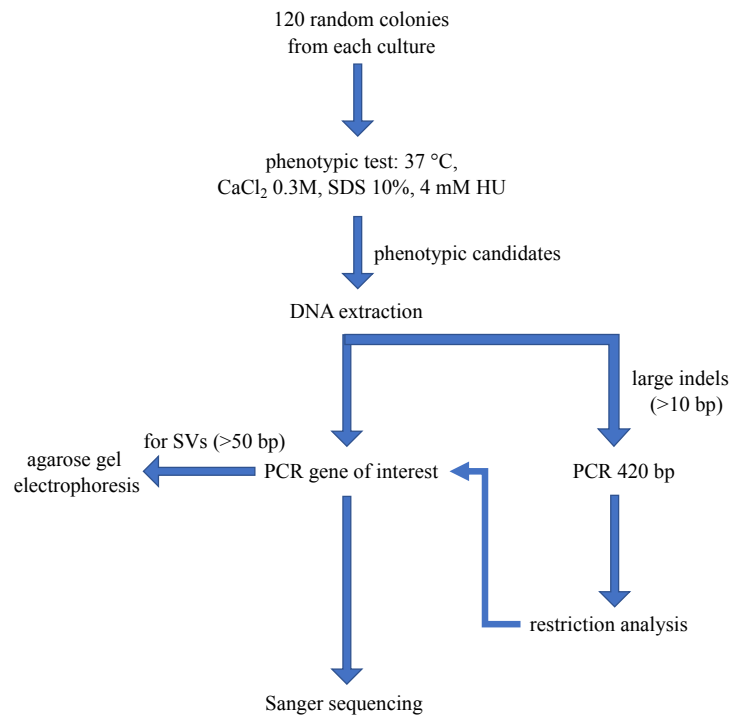 120 random colonies
from each culture
phenotypic test: 37 °C,
CaCl₂ 0.3M, SDS 10%, 4 mM HU
phenotypic candidates
DNA extraction
large indels
(>10 bp)
for SVs (>50 bp)
agarose gel
electrophoresis
PCR gene of interest
PCR 420 bp
restriction analysis
Sanger sequencing